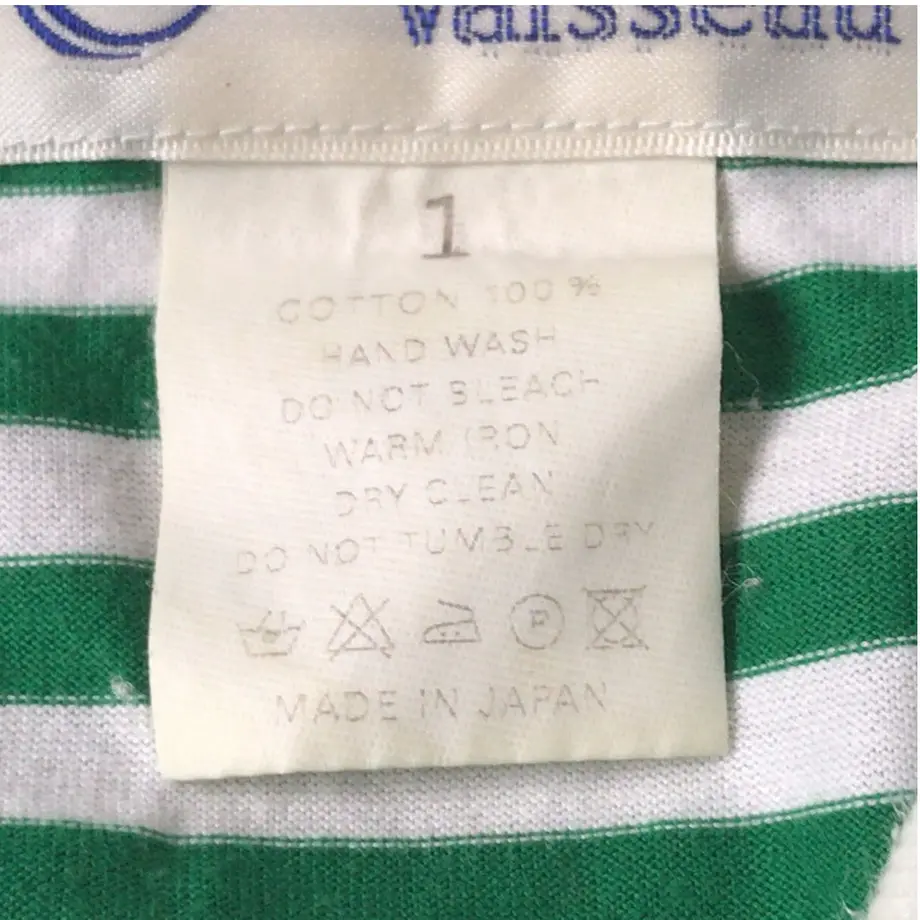 Vaisseau
1
COTTON 100%
HAND WASH
DO NOT BLEACH
WARM IRON
DRY CLEAN
DO NOT TUMBLE DRY
F
MADE IN JAPAN